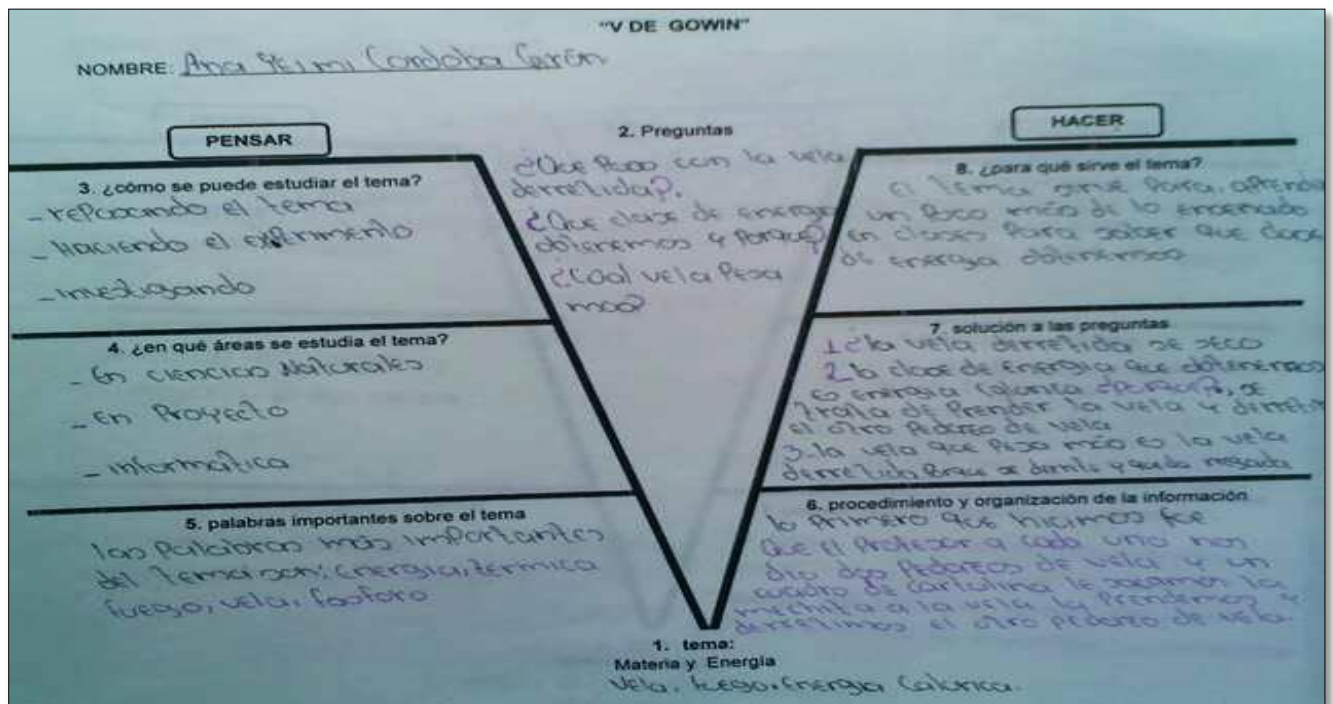 "V DE GOWIN"
NOMBRE: Ana Yeimi Cordoba Cerón
PENSAR
3. ¿cómo se puede estudiar el tema?
- repasando el tema
- Haciendo el experimento
- investigando
4. ¿en qué áreas se estudia el tema?
- En ciencias Naturales
- En Proyecto
- informática
5. palabras importantes sobre el tema
las Palabras más importantes
del tema son: energia, termica
fuego, vela, fosforo
2. Preguntas
¿Que Paso con la vela
derretida?.
¿Que clase de energia
obtenemos y porque?
¿Cual vela Pesa
mas?
HACER
8. ¿para qué sirve el tema?
el tema sirve Para, aprender
un Poco más de lo enseñado
en clases Para saber que clase
de energia obtenemos
7. solución a las preguntas
1 la vela derretida se seco
2 la clase de Energia que obtenemos
es energia Calorica ¿porque?, se
trata de Prender la vela y derretir
el otro Pedazo de vela
3. la vela que Peso más es la vela
derretida Porque se derritio y quedo
6. procedimiento y organización de la información
lo Primero que hicimos fue
que el Profesor a cada uno nos
dio dos Pedazos de vela y un
cuadro de cartulina le sacamos la
mechita a la vela la Prendemos y
derretimos el otro pedazo de vela.
1. tema:
Materia y Energía
Vela, fuego, Energia Calorica.